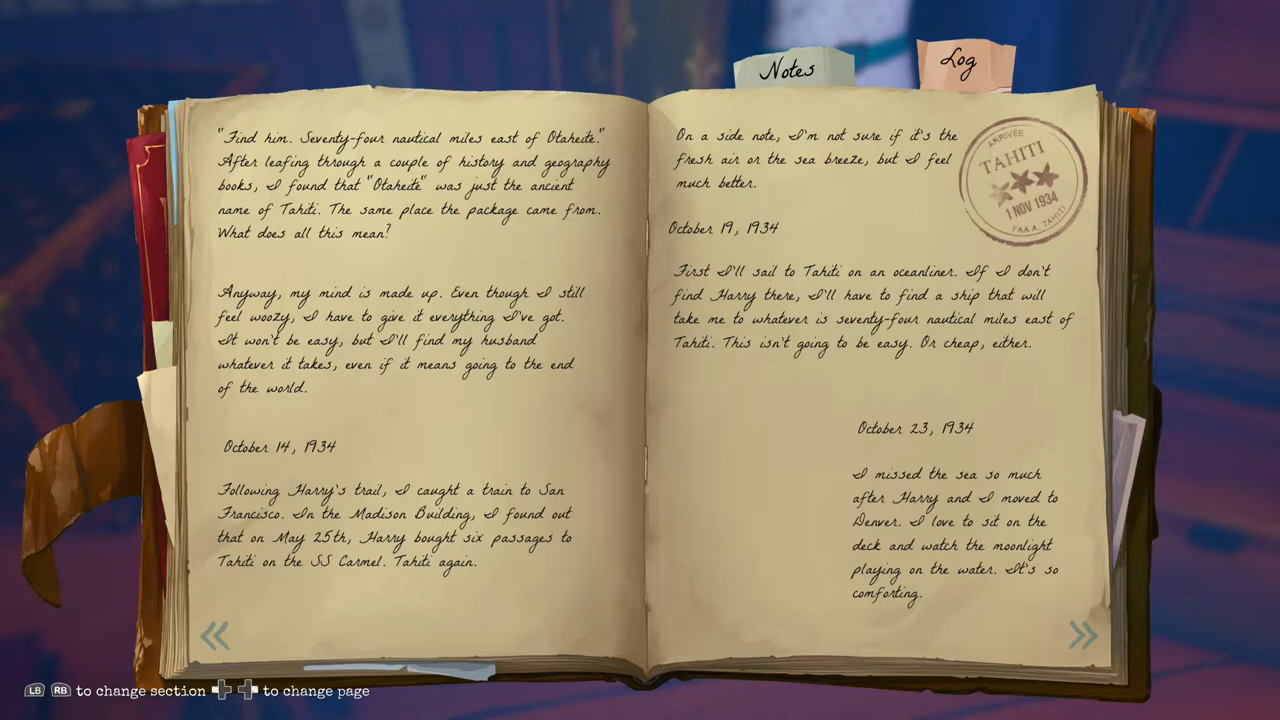 Notes
Log
"Find him. Seventy-four nautical miles east of Otaheite."
After leafing through a couple of history and geography
books, I found that "Otaheite" was just the ancient
name of Tahiti. The same place the package came from.
What does all this mean?
Anyway, my mind is made up. Even though I still
feel woozy, I have to give it everything I've got.
It won't be easy, but I'll find my husband
whatever it takes, even if it means going to the end
of the world.
October 14, 1934
Following Harry's trail, I caught a train to San
Francisco. In the Madison Building, I found out
that on May 25th, Harry bought six passages to
Tahiti on the SS Carmel. Tahiti again.
On a side note, I'm not sure if it's the
fresh air or the sea breeze, but I feel
much better.
ARRIVÉE
TAHITI
1 NOV 1934
FAA A. TAHITI
October 19, 1934
First I'll sail to Tahiti on an oceanliner. If I don't
find Harry there, I'll have to find a ship that will
take me to whatever is seventy-four nautical miles east of
Tahiti. This isn't going to be easy. Or cheap, either.
October 23, 1934
I missed the sea so much
after Harry and I moved to
Denver. I love to sit on the
deck and watch the moonlight
playing on the water. It's so
comforting.
LB RB to change section to change page